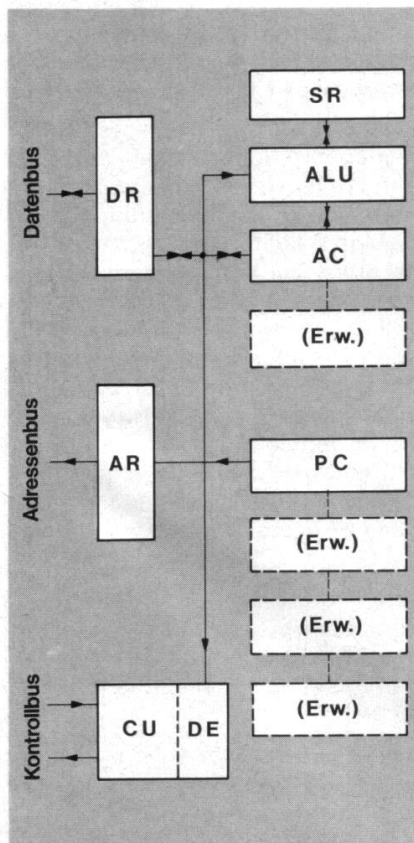 SR
Datenbus
DR
ALU
AC
(Erw.)
Adressenbus
AR
PC
(Erw.)
(Erw.)
(Erw.)
Kontrollbus
CU
DE